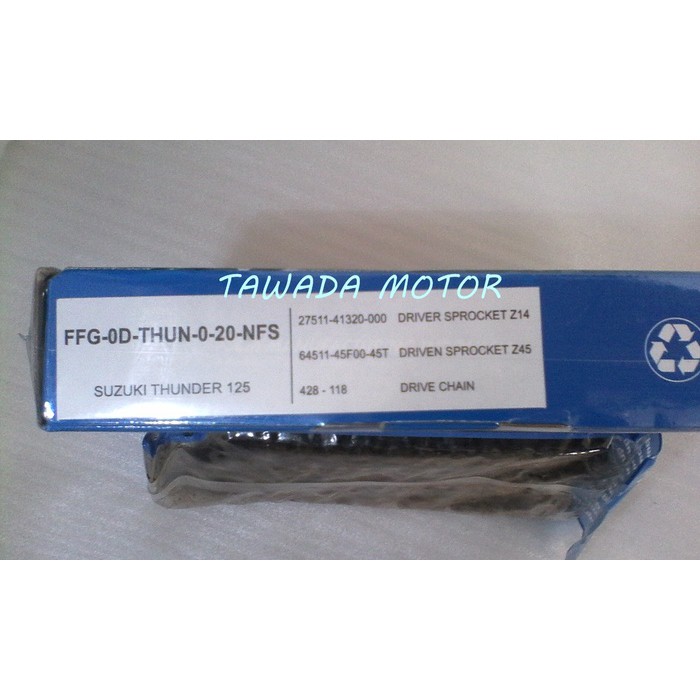 TAWADA MOTOR
FFG-0D-THUN-0-20-NFS
SUZUKI THUNDER 125
27511-41320-000 DRIVER SPROCKET Z14
64511-45F00-45T DRIVEN SPROCKET Z45
428 - 118 DRIVE CHAIN